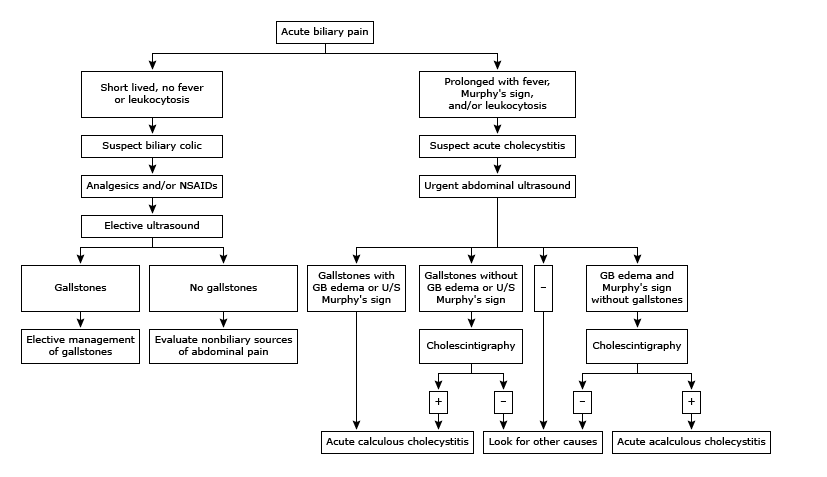 Acute biliary pain
Short lived, no fever
or leukocytosis
Prolonged with fever,
Murphy's sign,
and/or leukocytosis
Suspect biliary colic
Suspect acute cholecystitis
Analgesics and/or NSAIDs
Urgent abdominal ultrasound
Elective ultrasound
Gallstones
No gallstones
Gallstones with
GB edema or U/S
Murphy's sign
Gallstones without
GB edema or U/S
Murphy's sign
–
GB edema and
Murphy's sign
without gallstones
Elective management
of gallstones
Evaluate nonbiliary sources
of abdominal pain
Cholescintigraphy
Cholescintigraphy
+
–
–
+
Acute calculous cholecystitis
Look for other causes
Acute acalculous cholecystitis